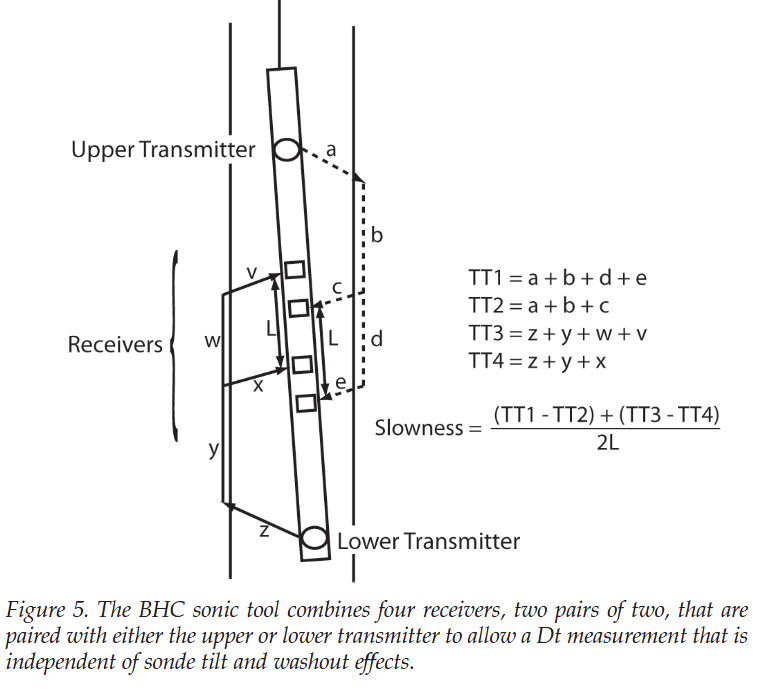 Upper Transmitter
a
b
v
c
L
L
w
d
Receivers
x
e
y
z
Lower Transmitter
TT1 = a + b + d + e
TT2 = a + b + c
TT3 = z + y + w + v
TT4 = z + y + x
Slowness = (TT1 - TT2) + (TT3 - TT4)
2L
Figure 5. The BHC sonic tool combines four receivers, two pairs of two, that are
paired with either the upper or lower transmitter to allow a Dt measurement that is
independent of sonde tilt and washout effects.